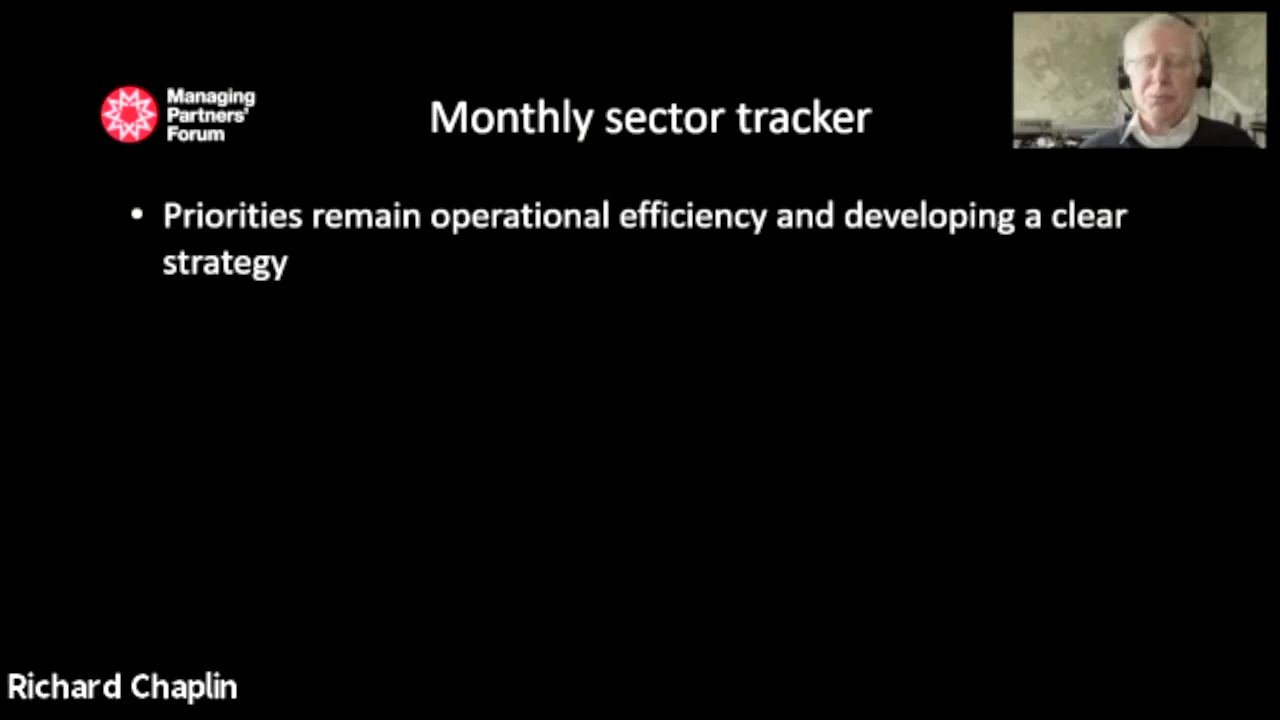 Managing
Partners'
Forum
Monthly sector tracker
• Priorities remain operational efficiency and developing a clear
strategy
Richard Chaplin